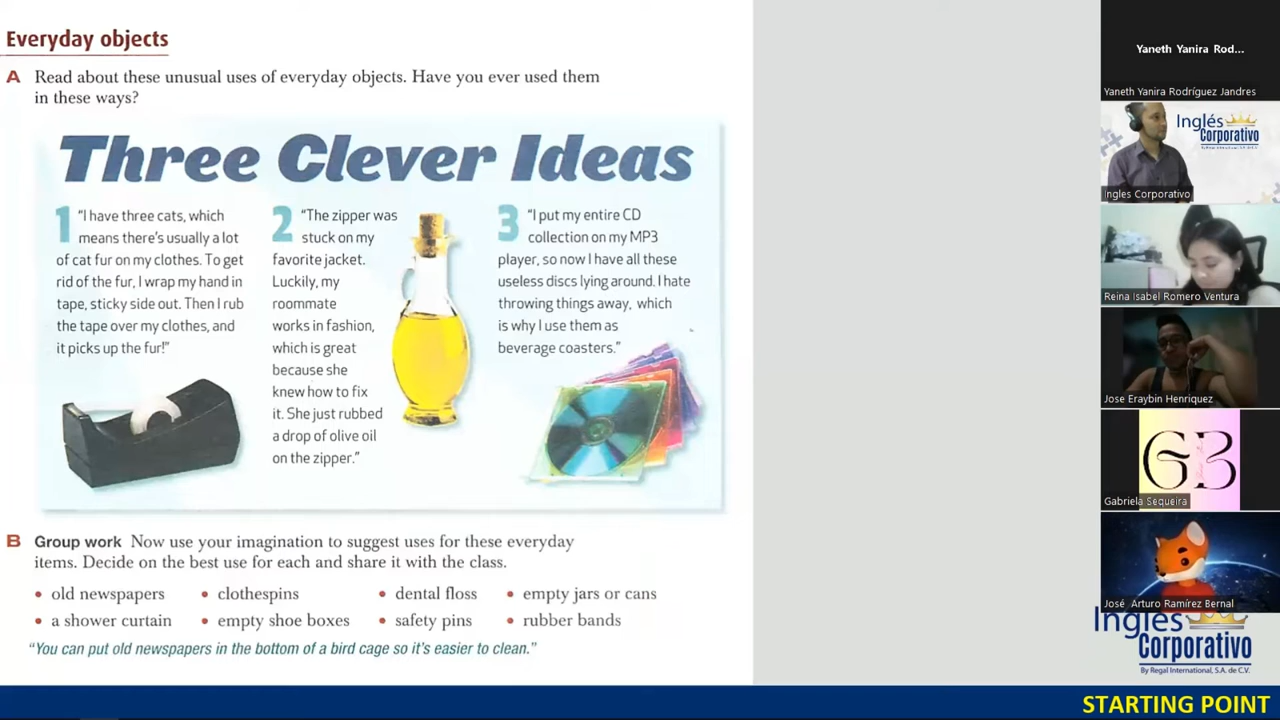 Everyday objects
A Read about these unusual uses of everyday objects. Have you ever used them
in these ways?
Three Clever Ideas
1 "I have three cats, which
means there's usually a lot
of cat fur on my clothes. To get
rid of the fur, I wrap my hand in
tape, sticky side out. Then I rub
the tape over my clothes, and
it picks up the fur!"
2 "The zipper was
stuck on my
favorite jacket.
Luckily, my
roommate
works in fashion,
which is great
because she
knew how to fix
it. She just rubbed
a drop of olive oil
on the zipper."
3 "I put my entire CD
collection on my MP3
player, so now I have all these
useless discs lying around. I hate
throwing things away, which
is why I use them as
beverage coasters."
B Group work Now use your imagination to suggest uses for these everyday
items. Decide on the best use for each and share it with the class.
• old newspapers • clothespins • dental floss • empty jars or cans
• a shower curtain • empty shoe boxes • safety pins • rubber bands
"You can put old newspapers in the bottom of a bird cage so it's easier to clean."
Yaneth Yanira Rod...
Yaneth Yanira Rodríguez Jandres
Inglés
Corporativo
By Regal International, S.A. de C.V.
Ingles Corporativo
Reina Isabel Romero Ventura
Jose Eraybin Henriquez
GB
Gabriela Sequeira
José Arturo Ramírez Bernal
Inglés
Corporativo
By Regal International, S.A. de C.V.
STARTING POINT